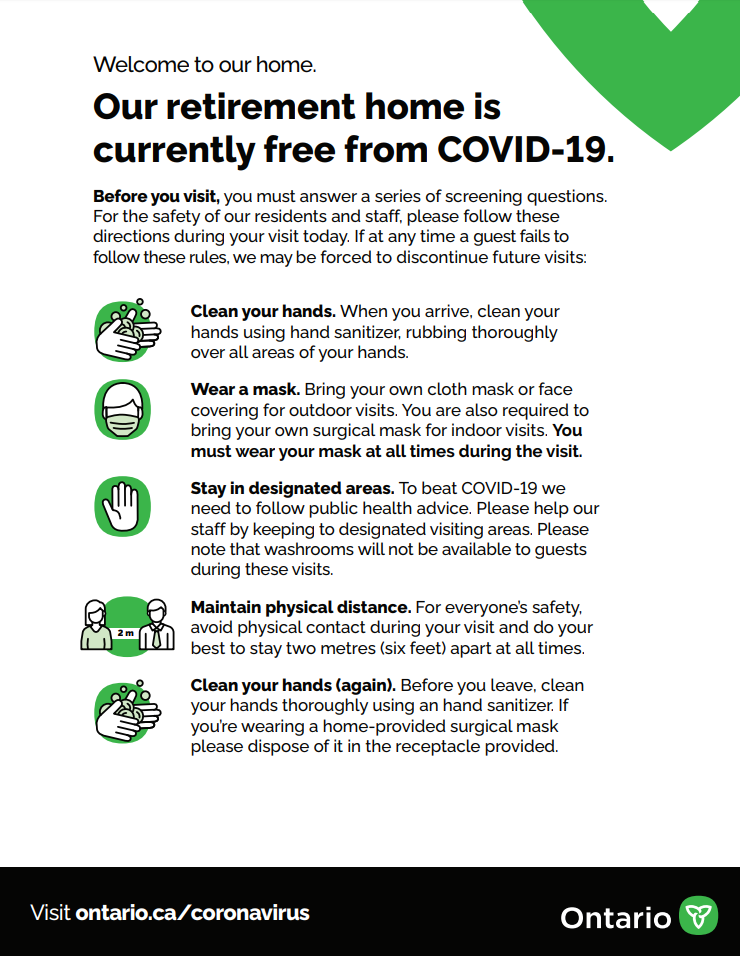 Welcome to our home.
Our retirement home is
currently free from COVID-19.
Before you visit, you must answer a series of screening questions.
For the safety of our residents and staff, please follow these
directions during your visit today. If at any time a guest fails to
follow these rules, we may be forced to discontinue future visits:
Clean your hands. When you arrive, clean your
hands using hand sanitizer, rubbing thoroughly
over all areas of your hands.
Wear a mask. Bring your own cloth mask or face
covering for outdoor visits. You are also required to
bring your own surgical mask for indoor visits. You
must wear your mask at all times during the visit.
Stay in designated areas. To beat COVID-19 we
need to follow public health advice. Please help our
staff by keeping to designated visiting areas. Please
note that washrooms will not be available to guests
during these visits.
2 m
Maintain physical distance. For everyone's safety,
avoid physical contact during your visit and do your
best to stay two metres (six feet) apart at all times.
Clean your hands (again). Before you leave, clean
your hands thoroughly using an hand sanitizer. If
you're wearing a home-provided surgical mask
please dispose of it in the receptacle provided.
Visit ontario.ca/coronavirus
Ontario